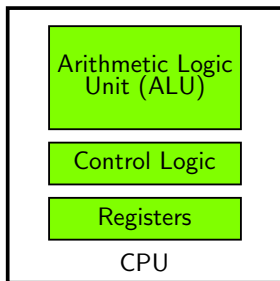 Arithmetic Logic
Unit (ALU)
Control Logic
Registers
CPU